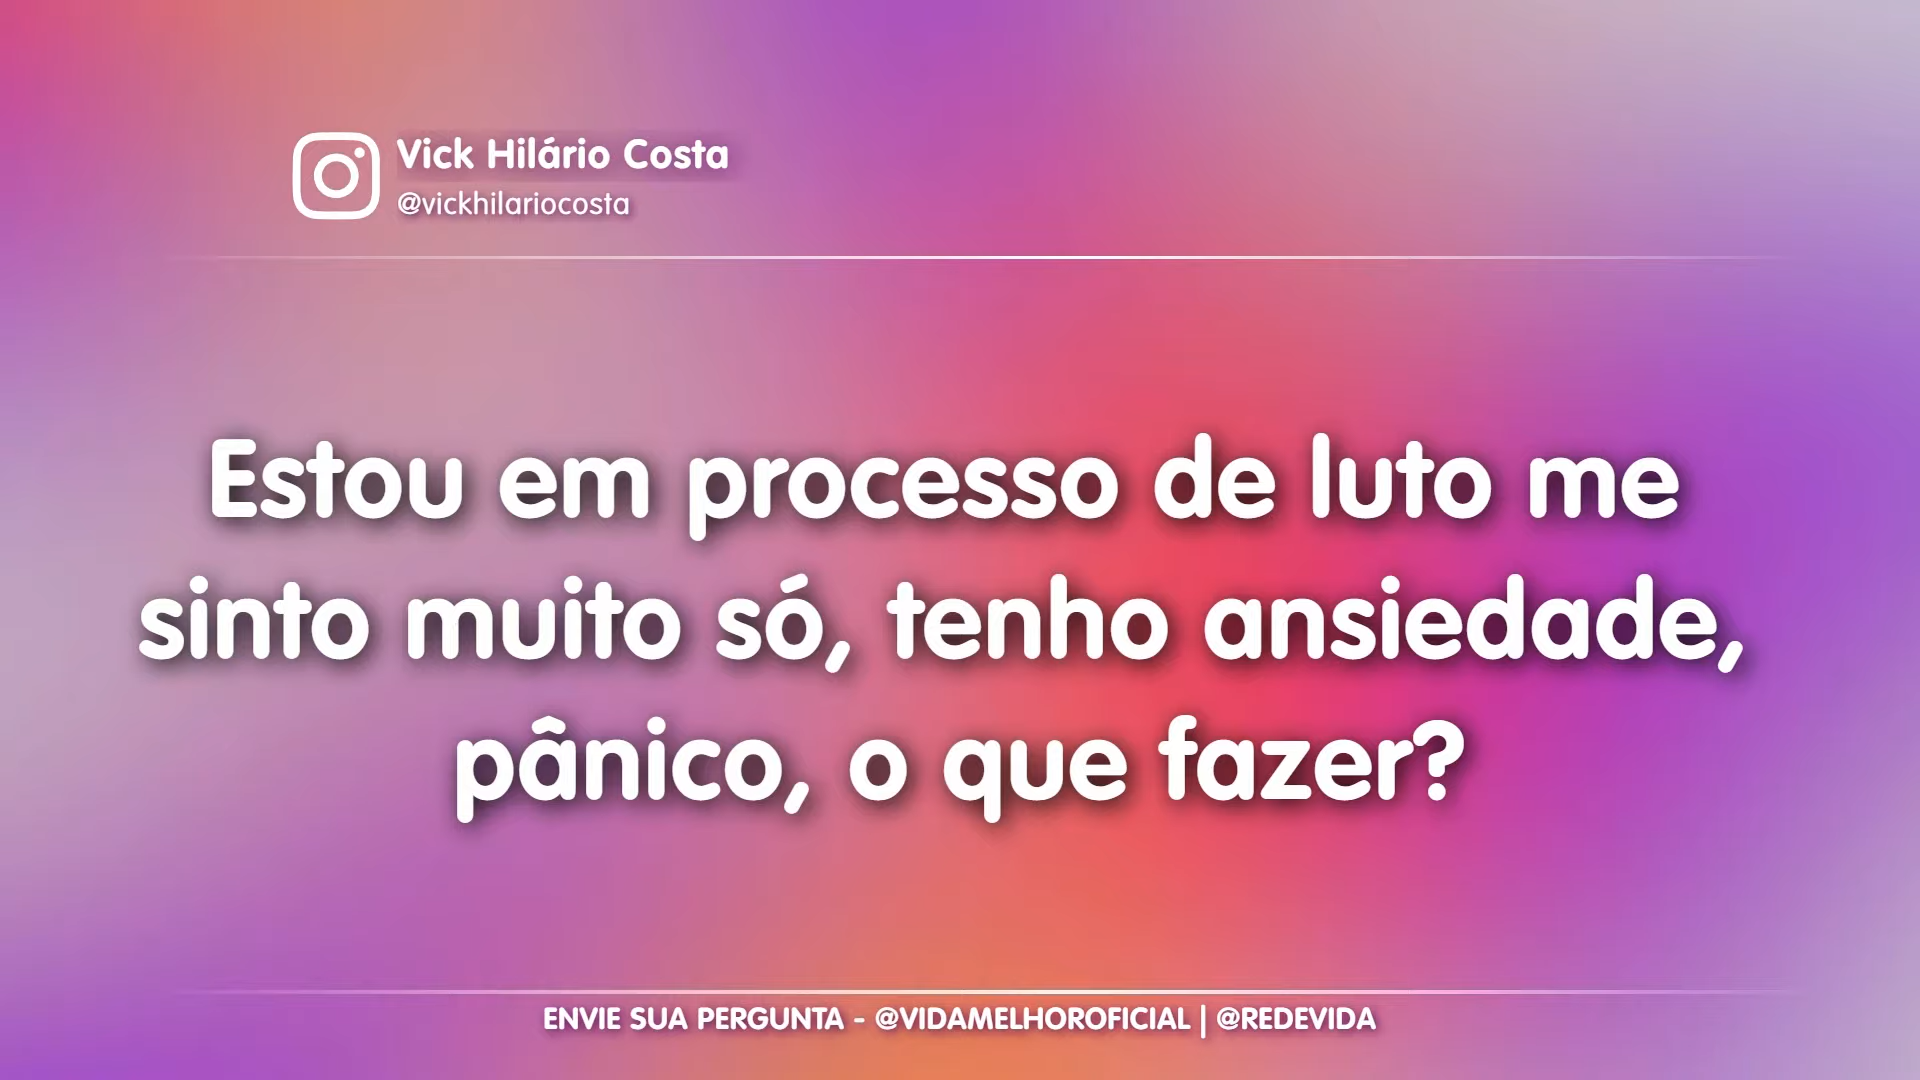 Vick Hilário Costa
@vickhilariocosta
Estou em processo de luto me
sinto muito só, tenho ansiedade,
pânico, o que fazer?
ENVIE SUA PERGUNTA - @VIDAMELHOROFICIAL | @REDEVIDA